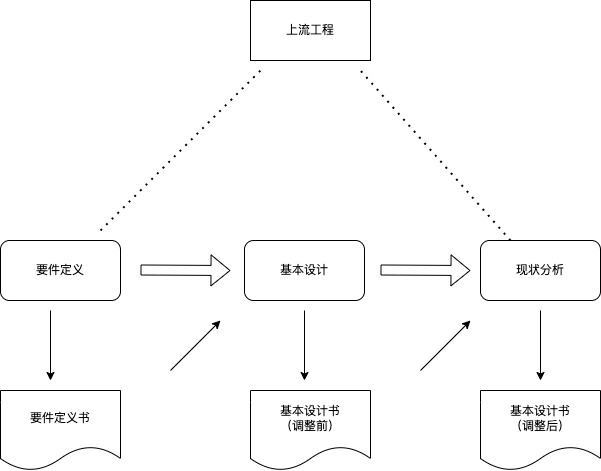 上流工程
要件定义
基本设计
现状分析
要件定义书
基本设计书
（调整前）
基本设计书
（调整后）